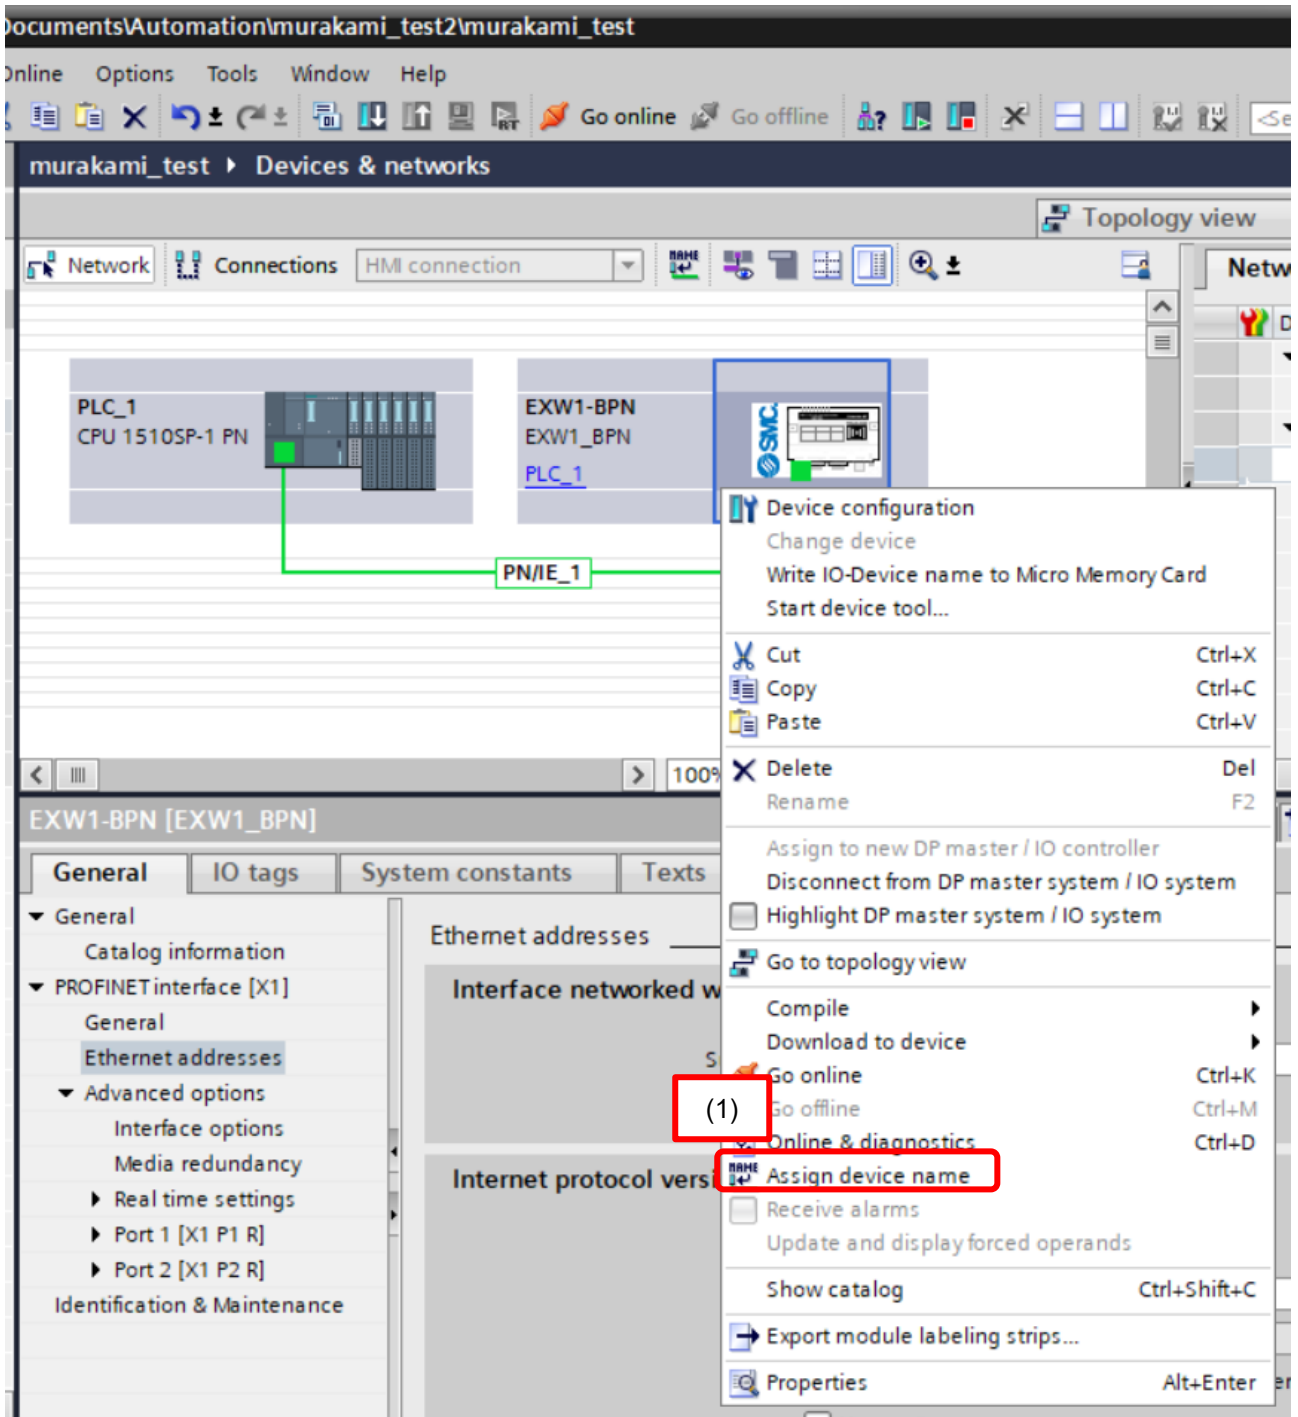 Documents\Automation\murakami_test2\murakami_test
Online Options Tools Window Help
Go online Go offline
murakami_test Devices & networks
Topology view
Network Connections HMI connection NAME
PLC_1
CPU 1510SP-1 PN
EXW1-BPN
EXW1_BPN
PLC_1
SMC
PN/IE_1
100%
Device configuration
Change device
Write IO-Device name to Micro Memory Card
Start device tool...
Cut Ctrl+X
Copy Ctrl+C
Paste Ctrl+V
Delete Del
Rename F2
Assign to new DP master / IO controller
Disconnect from DP master system / IO system
Highlight DP master system / IO system
Go to topology view
Compile
Download to device
Go online Ctrl+K
Go offline Ctrl+M
Online & diagnostics Ctrl+D
NAME Assign device name
Receive alarms
Update and display forced operands
Show catalog Ctrl+Shift+C
Export module labeling strips...
Properties Alt+Enter
(1)
EXW1-BPN [EXW1_BPN]
General IO tags System constants Texts
General
Catalog information
PROFINET interface [X1]
General
Ethernet addresses
Advanced options
Interface options
Media redundancy
Real time settings
Port 1 [X1 P1 R]
Port 2 [X1 P2 R]
Identification & Maintenance
Ethernet addresses
Interface networked w
Internet protocol versi